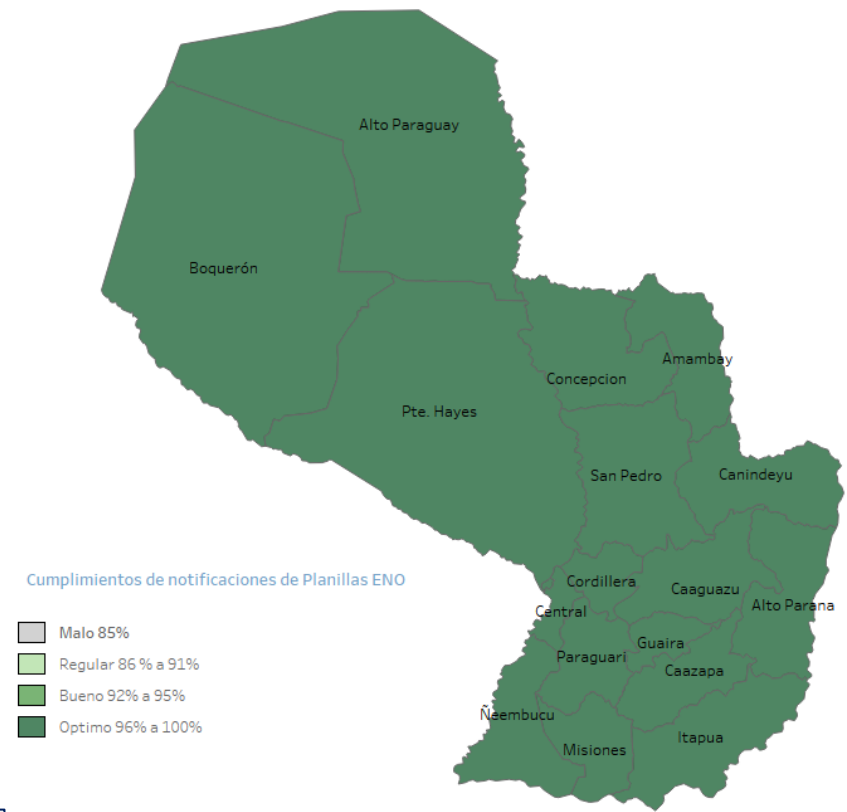 Alto Paraguay
Boquerón
Amambay
Concepcion
Pte. Hayes
San Pedro
Canindeyu
Cumplimientos de notificaciones de Planillas ENO
Cordillera
Caaguazu
Alto Parana
Central
Malo 85%
Guaira
Paraguari
Regular 86 % a 91%
Caazapa
Bueno 92% a 95%
Ñeembucu
Optimo 96% a 100%
Itapua
Misiones